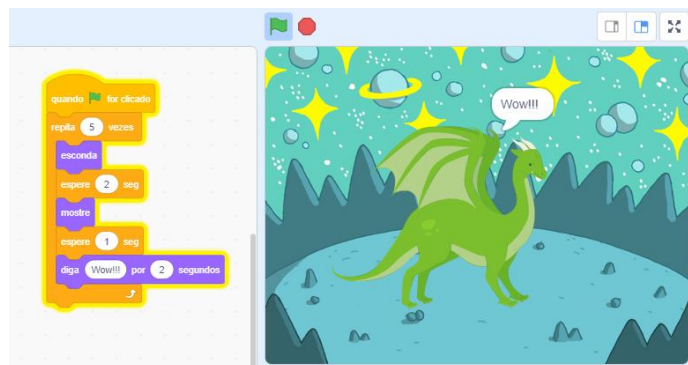 quando for clicado
repita 5 vezes
esconda
espere 2 seg
mostre
espere 1 seg
diga Wow!!! por 2 segundos
Wow!!!